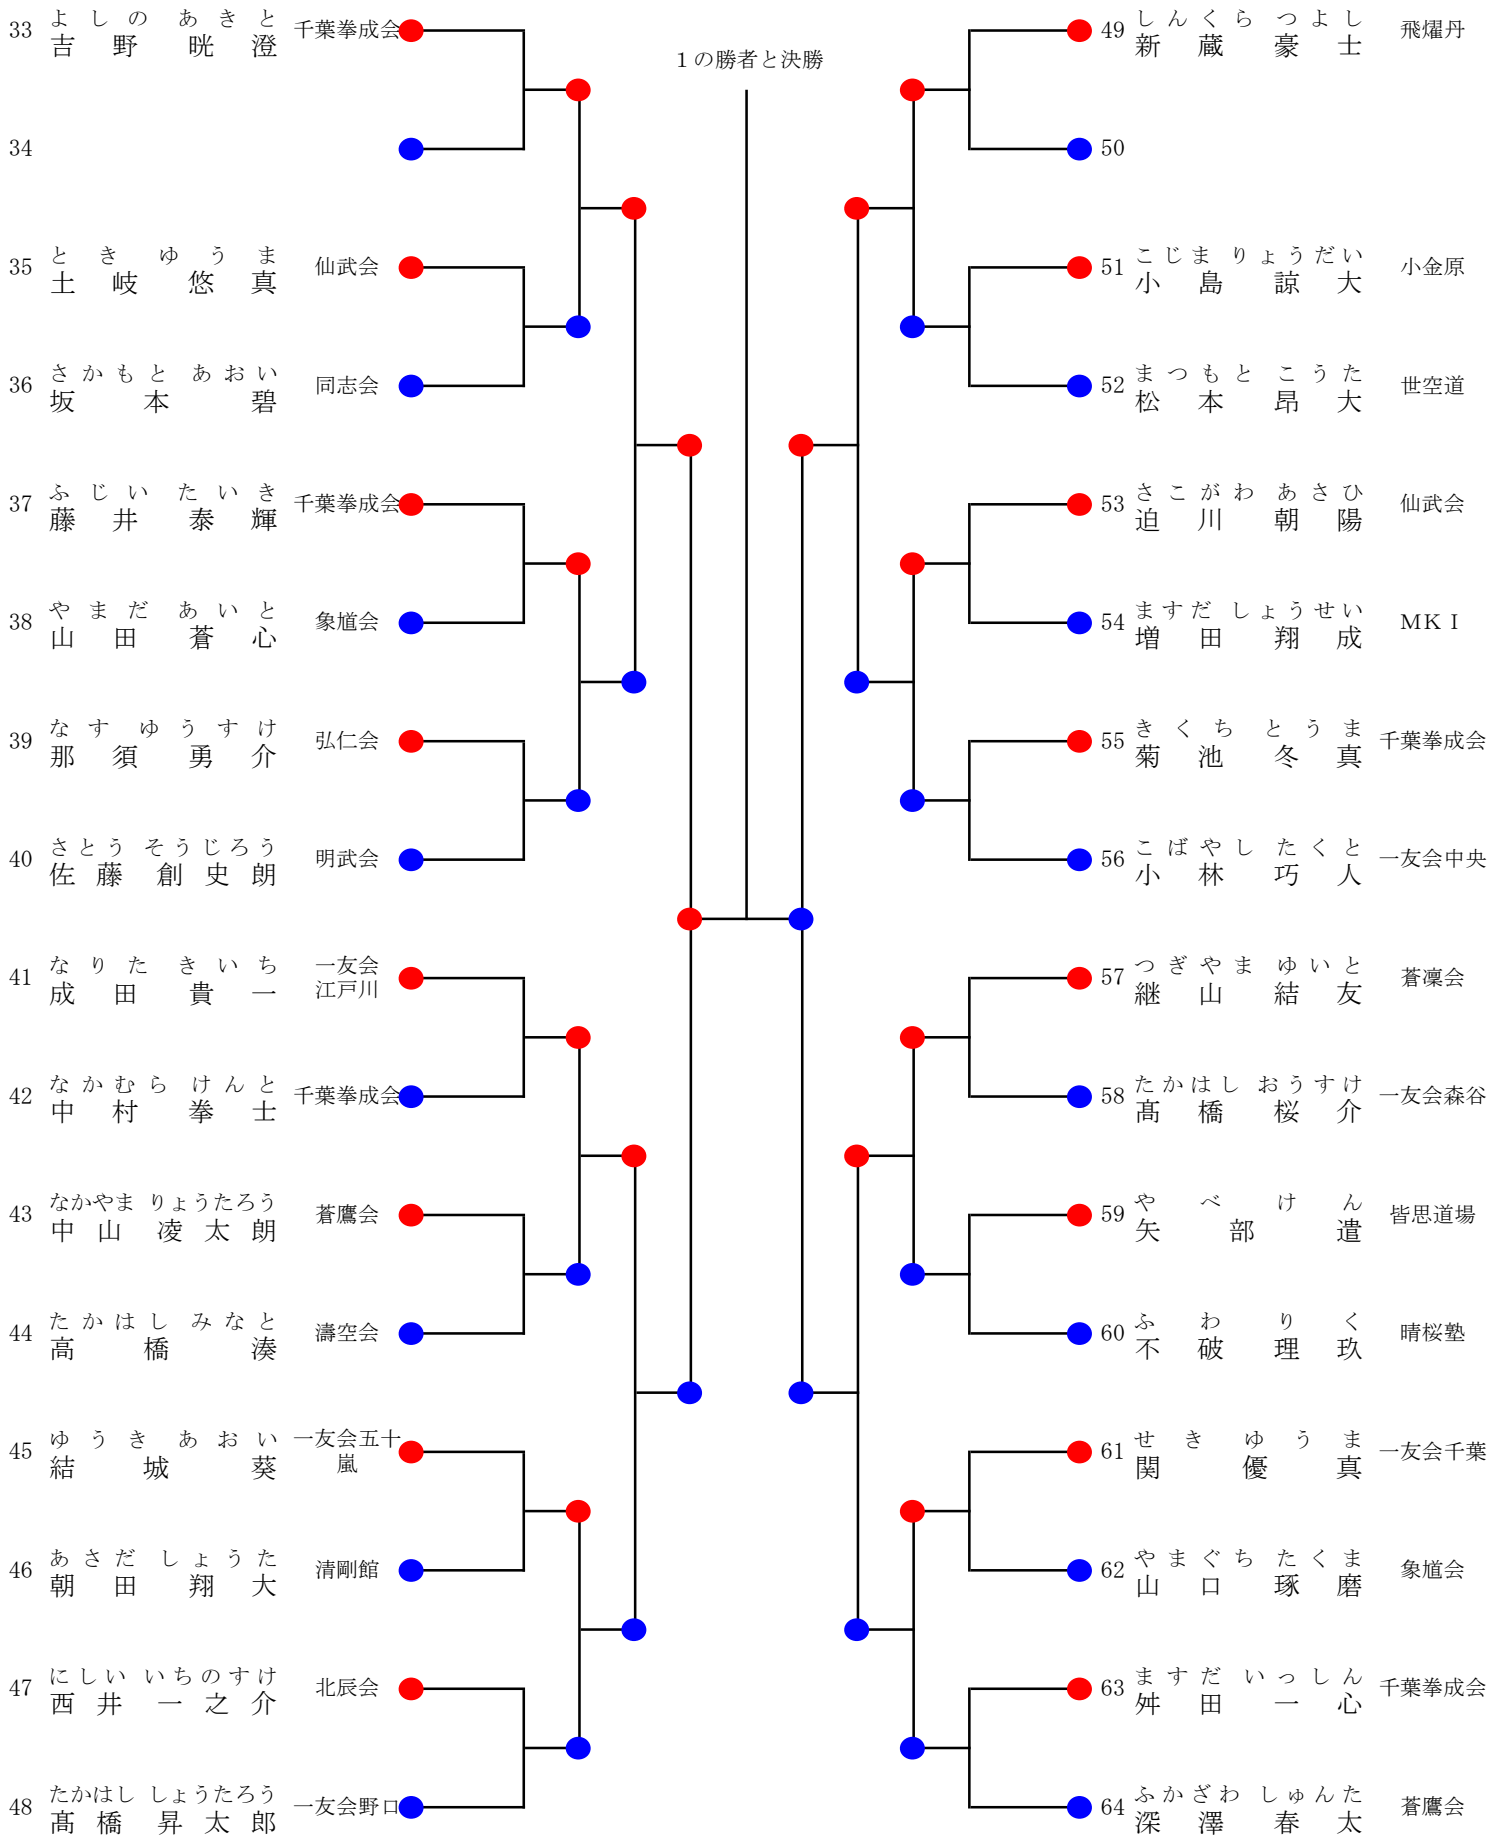 １の勝者と決勝
よしの あきと
33 吉野 晄澄 千葉拳成会
34
とき ゆうま
35 土岐 悠真 仙武会
さかもと あおい
36 坂本 碧 同志会
ふじい たいき
37 藤井 泰輝 千葉拳成会
やまだ あいと
38 山田 蒼心 象馗会
なす ゆうすけ
39 那須 勇介 弘仁会
さとう そうじろう
40 佐藤 創史朗 明武会
なりた きいち
41 成田 貴一 一友会
江戸川
なかむら けんと
42 中村 拳士 千葉拳成会
なかやま りょうたろう
43 中山 凌太朗 蒼鷹会
たかはし みなと
44 高橋 湊 濤空会
ゆうき あおい
45 結城 葵 一友会五十
嵐
あさだ しょうた
46 朝田 翔大 清剛館
にしい いちのすけ
47 西井 一之介 北辰会
たかはし しょうたろう
48 髙橋 昇太郎 一友会野口
しんくら つよし
49 新蔵 豪士 飛燿丹
50
こじま りょうだい
51 小島 諒大 小金原
まつもと こうた
52 松本 昂大 世空道
さこがわ あさひ
53 迫川 朝陽 仙武会
ますだ しょうせい
54 増田 翔成 ＭＫＩ
きくち とうま
55 菊池 冬真 千葉拳成会
こばやし たくと
56 小林 巧人 一友会中央
つぎやま ゆいと
57 継山 結友 蒼凜会
たかはし おうすけ
58 髙橋 桜介 一友会森谷
やべ けん
59 矢部 遣 皆思道場
ふわ りく
60 不破 理玖 晴桜塾
せき ゆうま
61 関 優真 一友会千葉
やまぐち たくま
62 山口 琢磨 象馗会
ますだ いっしん
63 舛田 一心 千葉拳成会
ふかざわ しゅんた
64 深澤 春太 蒼鷹会